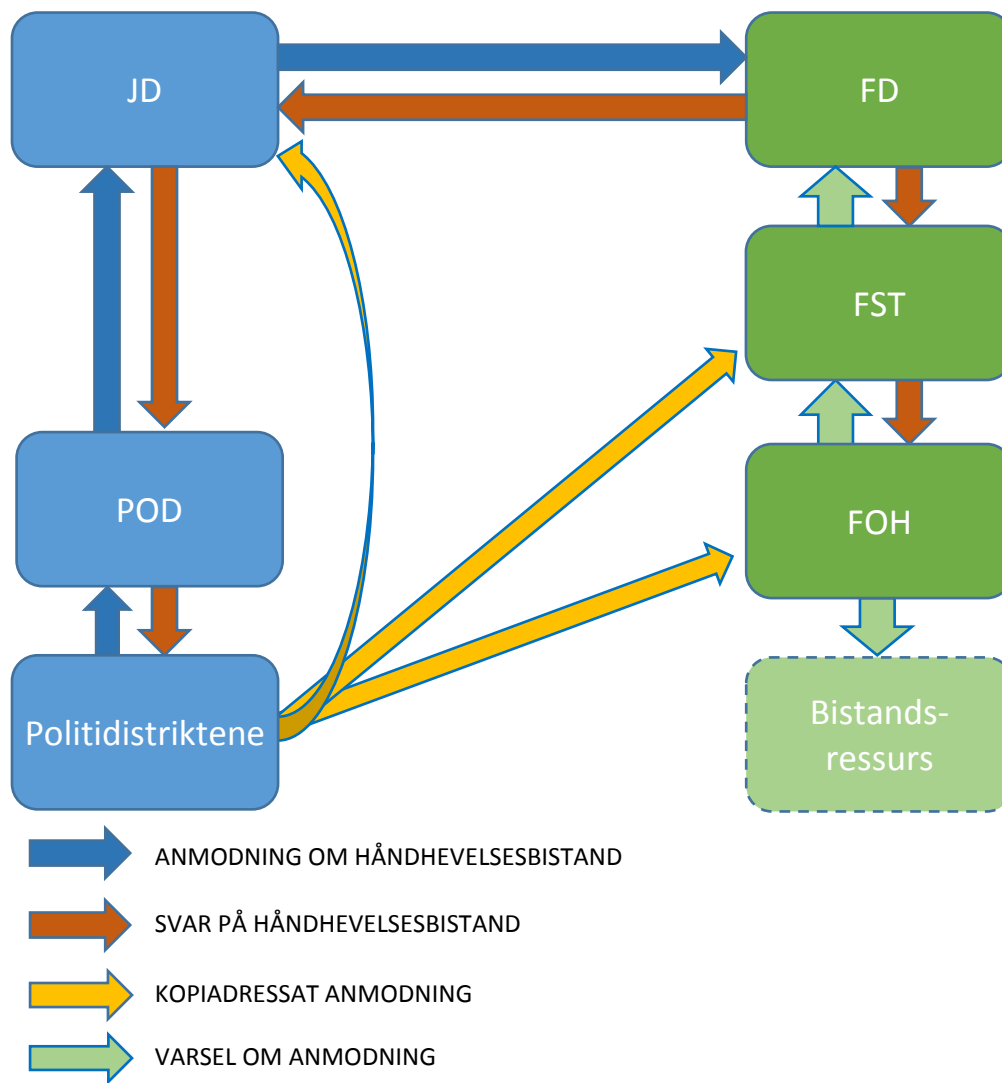 JD
FD
FST
POD
FOH
Politidistriktene
Bistands-
ressurs
ANMODNING OM HÅNDHEVELSESBISTAND
SVAR PÅ HÅNDHEVELSESBISTAND
KOPIADRESSAT ANMODNING
VARSEL OM ANMODNING